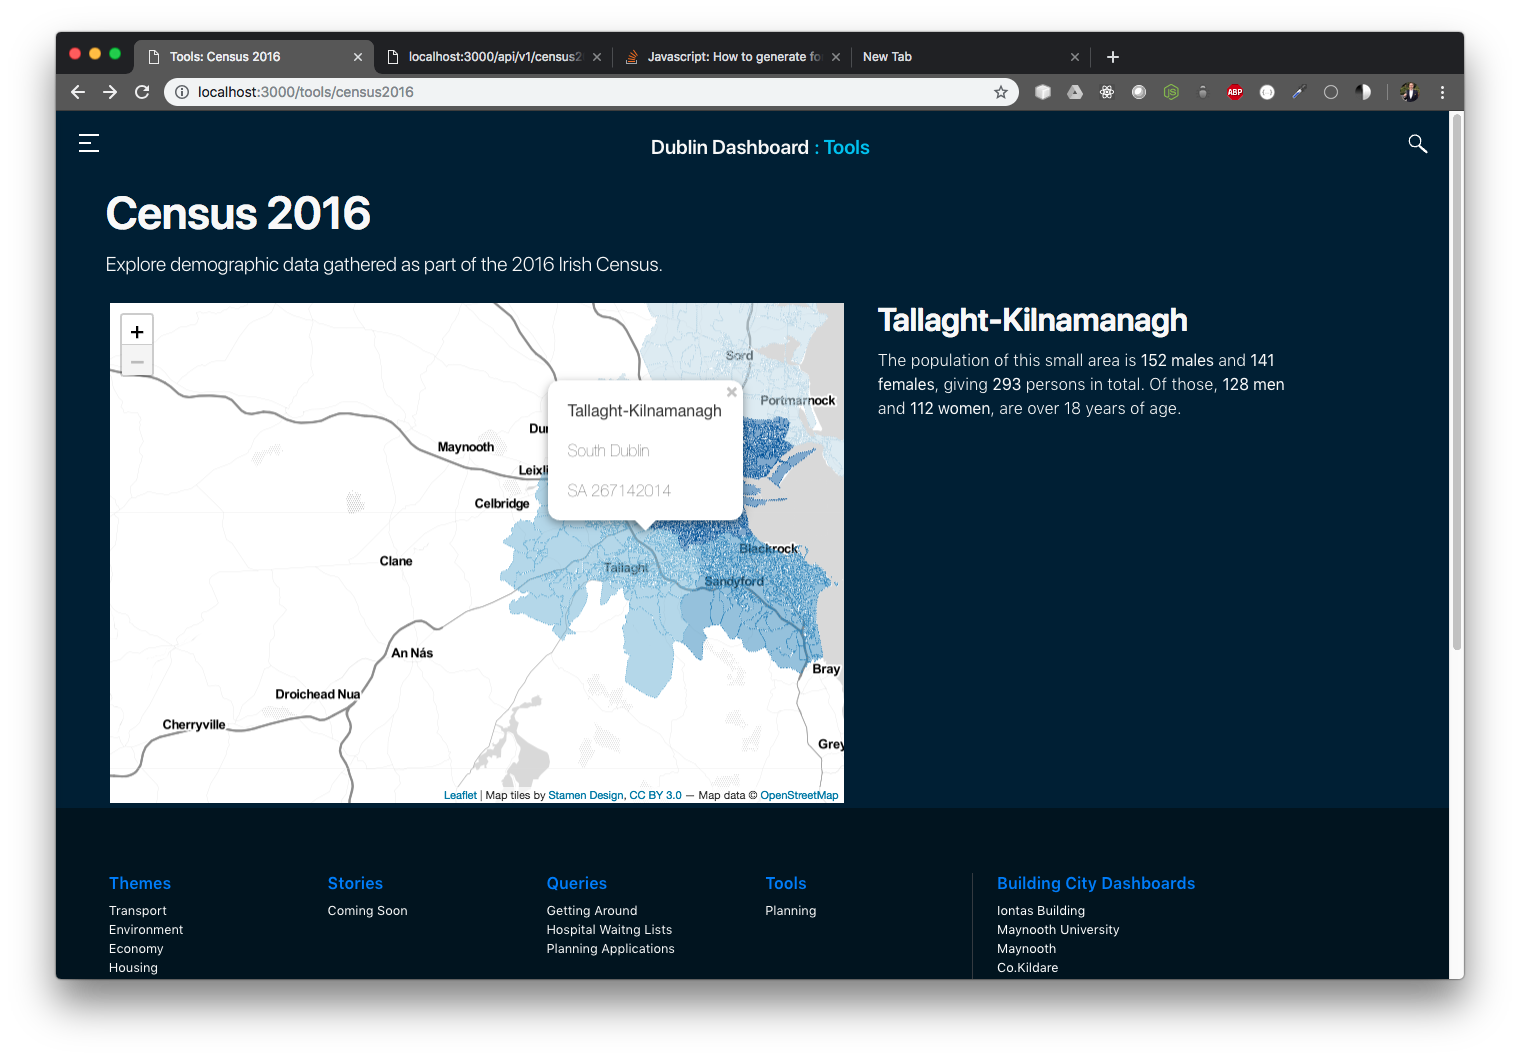 Tools: Census 2016
localhost:3000/api/v1/census2
Javascript: How to generate fo
New Tab
localhost:3000/tools/census2016
ABP
Dublin Dashboard : Tools
Census 2016
Explore demographic data gathered as part of the 2016 Irish Census.
+
−
Sord
Portmarnock
Maynooth
Celbridge
Clane
Tallaght
Blackrock
Sandyford
An Nás
Droichead Nua
Cherryville
Bray
Tallaght-Kilnamanagh
South Dublin
SA 267142014
Leaflet | Map tiles by Stamen Design, CC BY 3.0 — Map data © OpenStreetMap
Tallaght-Kilnamanagh
The population of this small area is 152 males and 141
females, giving 293 persons in total. Of those, 128 men
and 112 women, are over 18 years of age.
Themes
Transport
Environment
Economy
Housing
Stories
Coming Soon
Queries
Getting Around
Hospital Waitng Lists
Planning Applications
Tools
Planning
Building City Dashboards
Iontas Building
Maynooth University
Maynooth
Co.Kildare